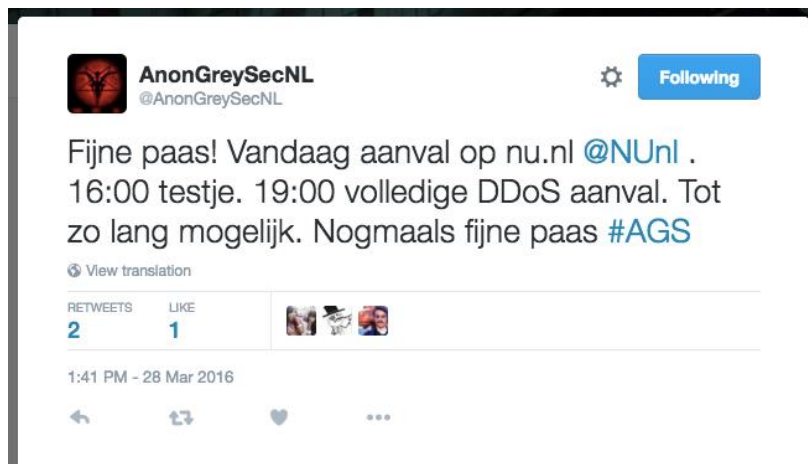 AnonGreySecNL
@AnonGreySecNL
Following
Fijne paas! Vandaag aanval op nu.nl @NUnl .
16:00 testje. 19:00 volledige DDoS aanval. Tot
zo lang mogelijk. Nogmaals fijne paas #AGS
View translation
RETWEETS LIKE
2 1
1:41 PM - 28 Mar 2016